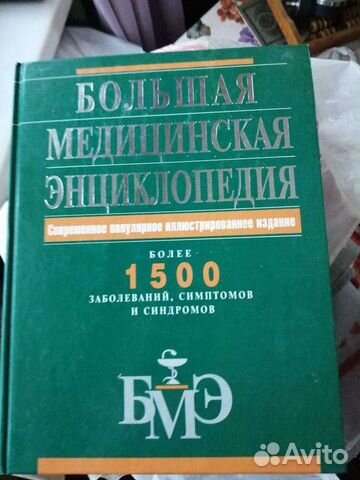 БОЛЬШАЯ
МЕДИЦИНСКАЯ
ЭНЦИКЛОПЕДИЯ
Современное популярное иллюстрированное издание
БОЛЕЕ
1500
ЗАБОЛЕВАНИЙ, СИМПТОМОВ
И СИНДРОМОВ
БМЭ
Avito